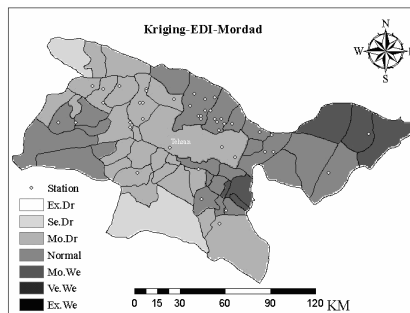 Kriging-EDI-Mordad
N
W
S
Tehran
Station
Ex.Dr
Se.Dr
Mo.Dr
Normal
Mo.We
Ve.We
Ex.We
0 15 30 60 90 120
KM